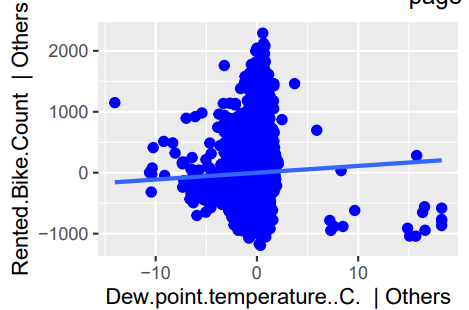 page
Rented.Bike.Count | Others
2000
1000
0
−1000
−10
0
10
Dew.point.temperature..C. | Others